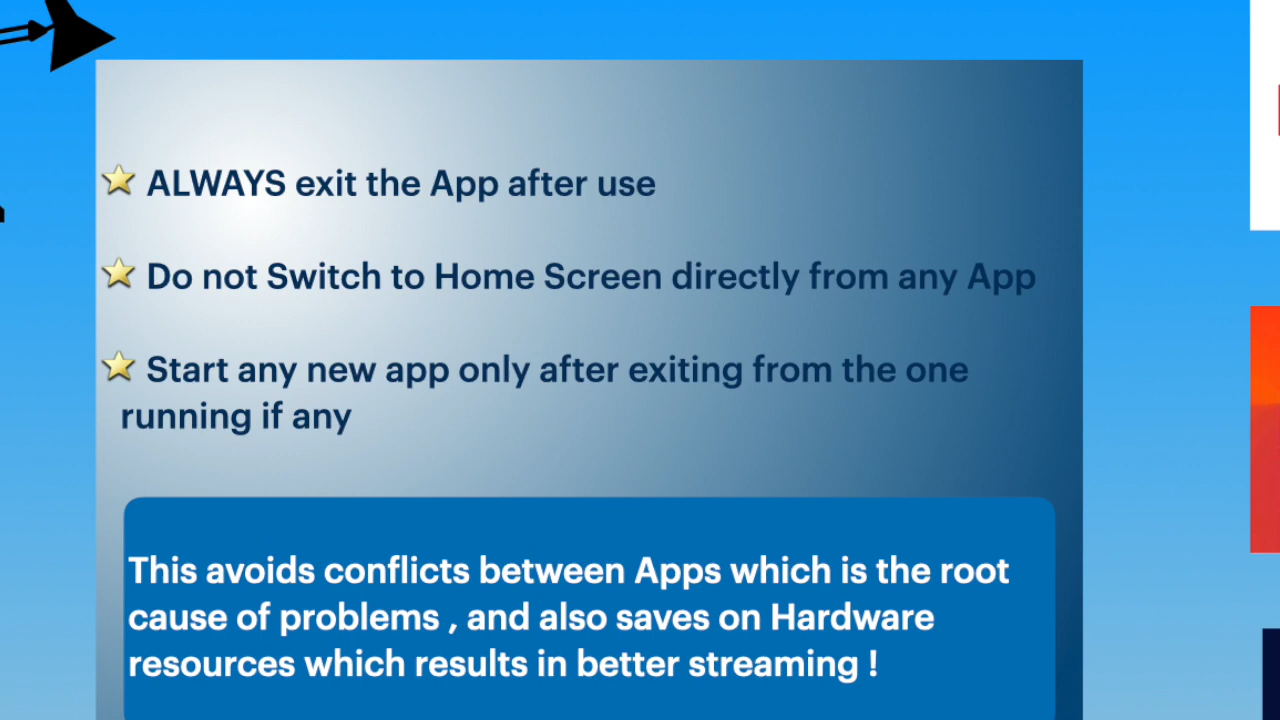 ALWAYS exit the App after use
Do not Switch to Home Screen directly from any App
Start any new app only after exiting from the one
running if any
This avoids conflicts between Apps which is the root
cause of problems , and also saves on Hardware
resources which results in better streaming !